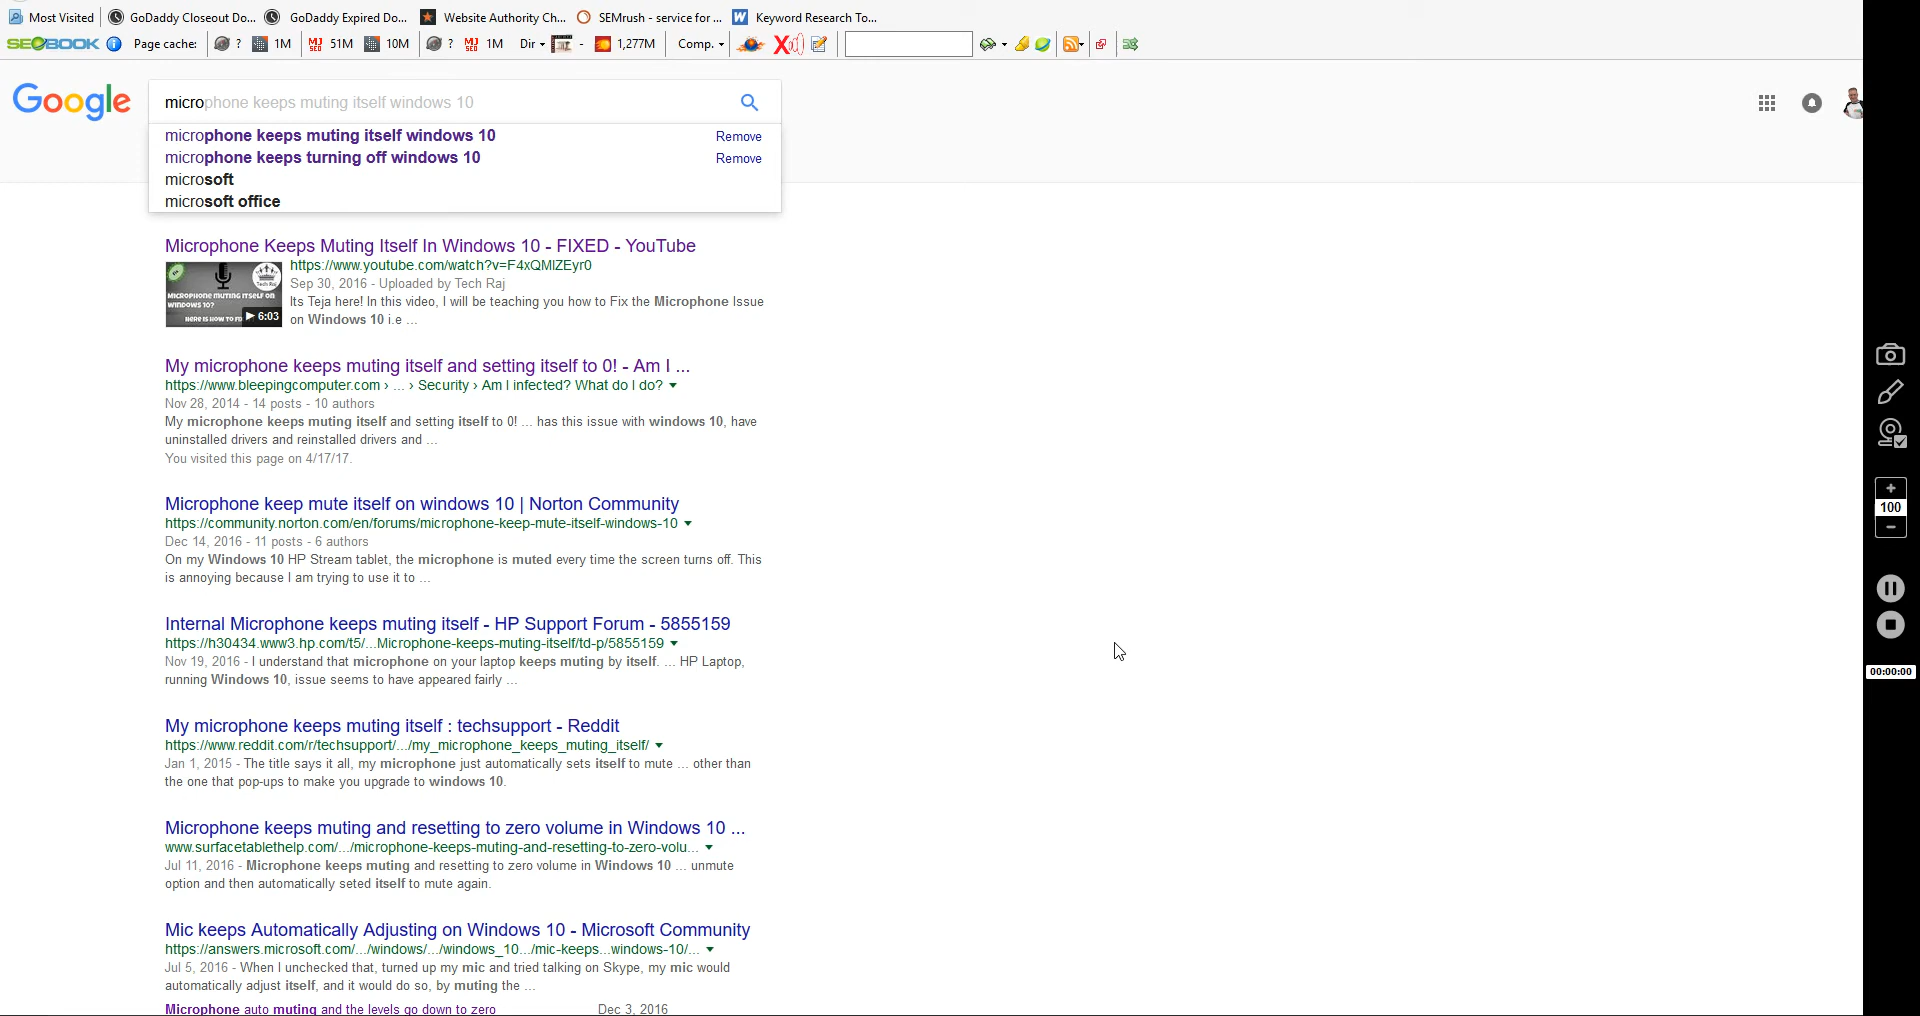 Most Visited GoDaddy Closeout Do... GoDaddy Expired Do... Website Authority Ch... SEMrush - service for ... Keyword Research To...
SEOBOOK Page cache: ? 1M 51M 10M ? 1M Dir - 1,277M Comp.
Google
microphone keeps muting itself windows 10
microphone keeps muting itself windows 10 Remove
microphone keeps turning off windows 10 Remove
microsoft
microsoft office
Microphone Keeps Muting Itself In Windows 10 - FIXED - YouTube
https://www.youtube.com/watch?v=F4xQMIZEyr0
Sep 30, 2016 - Uploaded by Tech Raj
Its Teja here! In this video, I will be teaching you how to Fix the Microphone Issue
on Windows 10 i.e ...
Tech Raj
MICROPHONE MUTING ITSELF ON
WINDOWS 10?
HERE IS HOW TO
6:03
My microphone keeps muting itself and setting itself to 0! - Am I ...
https://www.bleepingcomputer.com › ... › Security › Am I infected? What do I do?
Nov 28, 2014 - 14 posts - 10 authors
My microphone keeps muting itself and setting itself to 0! ... has this issue with windows 10, have
uninstalled drivers and reinstalled drivers and ...
You visited this page on 4/17/17.
Microphone keep mute itself on windows 10 | Norton Community
https://community.norton.com/en/forums/microphone-keep-mute-itself-windows-10
Dec 14, 2016 - 11 posts - 6 authors
On my Windows 10 HP Stream tablet, the microphone is muted every time the screen turns off. This
is annoying because I am trying to use it to ...
Internal Microphone keeps muting itself - HP Support Forum - 5855159
https://h30434.www3.hp.com/t5/...Microphone-keeps-muting-itself/td-p/5855159
Nov 19, 2016 - I understand that microphone on your laptop keeps muting by itself. ... HP Laptop,
running Windows 10, issue seems to have appeared fairly ...
My microphone keeps muting itself : techsupport - Reddit
https://www.reddit.com/r/techsupport/.../my_microphone_keeps_muting_itself/
Jan 1, 2015 - The title says it all, my microphone just automatically sets itself to mute ... other than
the one that pop-ups to make you upgrade to windows 10.
Microphone keeps muting and resetting to zero volume in Windows 10 ...
www.surfacetablethelp.com/.../microphone-keeps-muting-and-resetting-to-zero-volu...
Jul 11, 2016 - Microphone keeps muting and resetting to zero volume in Windows 10 ... unmute
option and then automatically seted itself to mute again.
Mic keeps Automatically Adjusting on Windows 10 - Microsoft Community
https://answers.microsoft.com/.../windows/.../windows_10.../mic-keeps...windows-10/...
Jul 5, 2016 - When I unchecked that, turned up my mic and tried talking on Skype, my mic would
automatically adjust itself, and it would do so, by muting the ...
Microphone auto muting and the levels go down to zero Dec 3, 2016
100
00:00:00